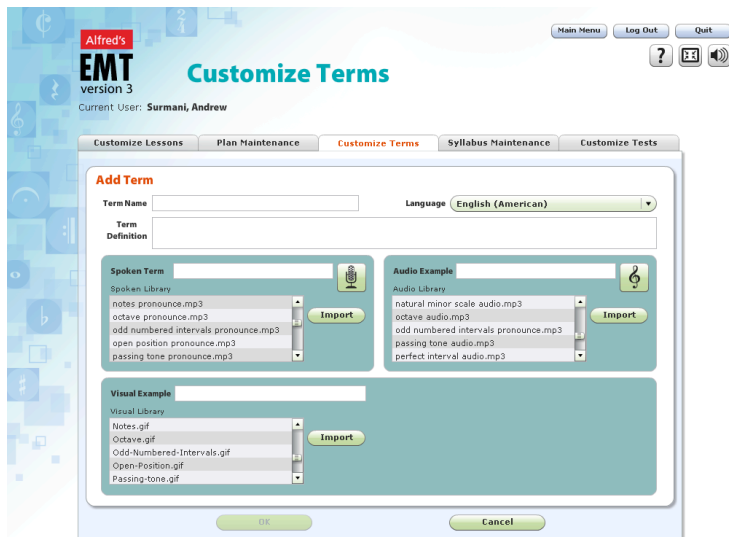 Main Menu Log Out Quit
?
Alfred's
EMT
version 3
Customize Terms
Current User: Surmani, Andrew
Customize Lessons Plan Maintenance Customize Terms Syllabus Maintenance Customize Tests
Add Term
Term Name Language English (American)
Term
Definition
Spoken Term
Spoken Library
notes pronounce.mp3
octave pronounce.mp3
odd numbered intervals pronounce.mp3
open position pronounce.mp3
passing tone pronounce.mp3
Import
Audio Example
Audio Library
natural minor scale audio.mp3
octave audio.mp3
odd numbered intervals pronounce.mp3
passing tone audio.mp3
perfect interval audio.mp3
Import
Visual Example
Visual Library
Notes.gif
Octave.gif
Odd-Numbered-Intervals.gif
Open-Position.gif
Passing-tone.gif
Import
OK Cancel